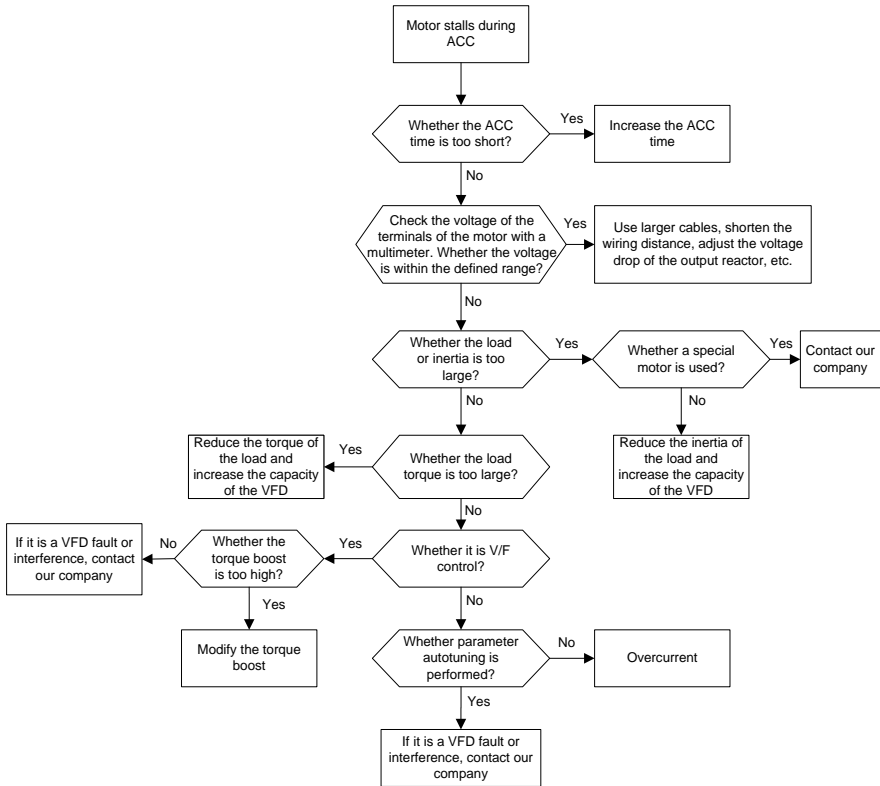 Motor stalls during
ACC
Whether the ACC
time is too short?
Yes
Increase the ACC
time
No
Check the voltage of the
terminals of the motor with a
multimeter. Whether the voltage
is within the defined range?
Yes
Use larger cables, shorten the
wiring distance, adjust the voltage
drop of the output reactor, etc.
No
Whether the load
or inertia is too
large?
Yes
Whether a special
motor is used?
Yes
Contact our
company
No
No
Reduce the torque of
the load and
increase the capacity
of the VFD
Yes
Whether the load
torque is too large?
Reduce the inertia of
the load and
increase the capacity
of the VFD
No
If it is a VFD fault or
interference, contact
our company
No
Whether the
torque boost
is too high?
Yes
Whether it is V/F
control?
Yes
No
Modify the torque
boost
Whether parameter
autotuning is
performed?
No
Overcurrent
Yes
If it is a VFD fault or
interference, contact our
company